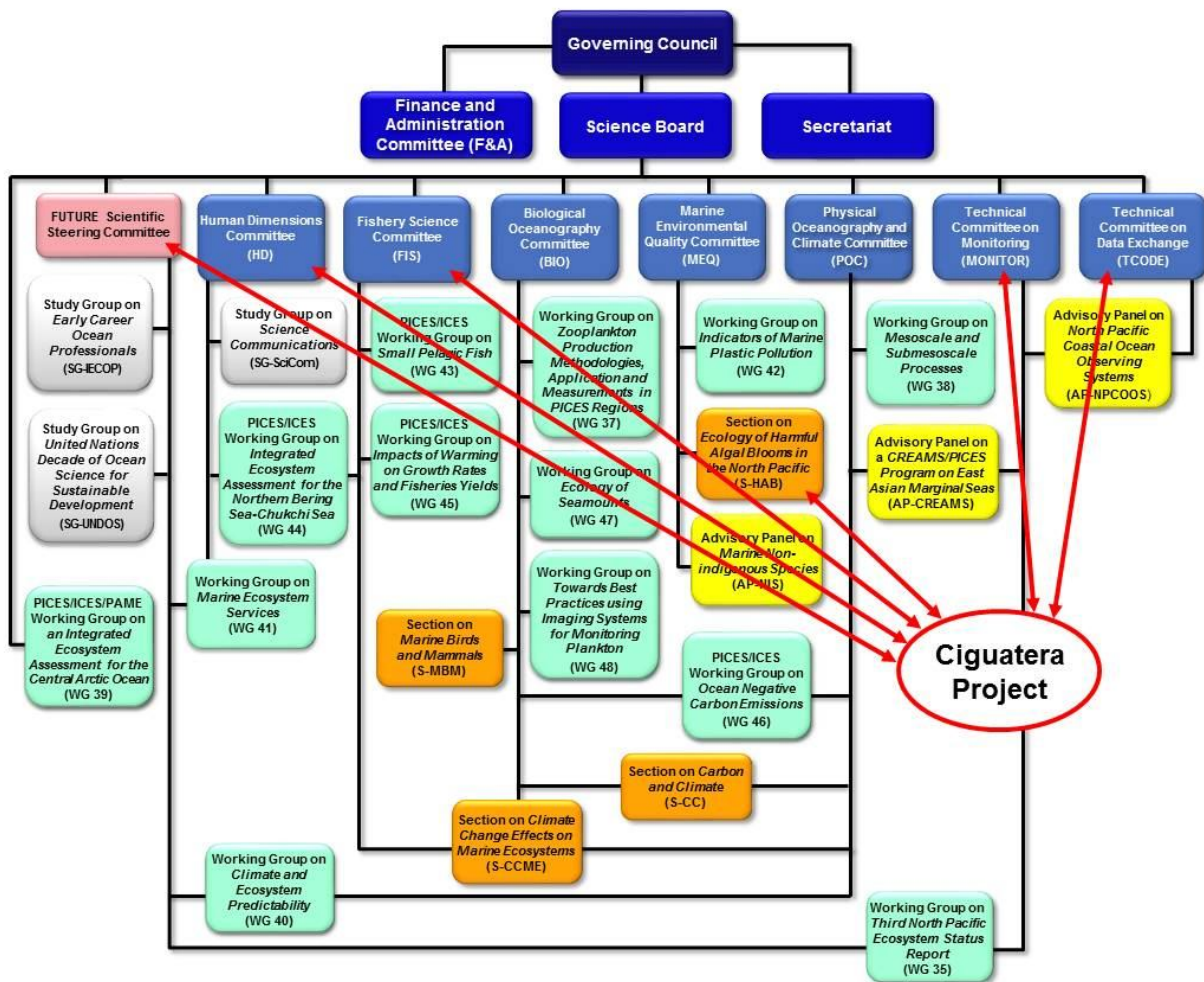 Governing Council
Finance and
Administration
Committee (F&A)
Science Board
Secretariat
FUTURE Scientific
Steering Committee
Human Dimensions
Committee
(HD)
Fishery Science
Committee
(FIS)
Biological
Oceanography
Committee
(BIO)
Marine
Environmental
Quality Committee
(MEQ)
Physical
Oceanography and
Climate Committee
(POC)
Technical
Committee on
Monitoring
(MONITOR)
Technical
Committee on
Data Exchange
(TCODE)
Study Group on
Early Career
Ocean
Professionals
(SG-IECOP)
Study Group on
Science
Communications
(SG-SciCom)
PICES/ICES
Working Group on
Small Pelagic Fish
(WG 43)
Working Group on
Zooplankton
Production
Methodologies,
Application and
Measurements in
PICES Regions
(WG 37)
Working Group on
Indicators of Marine
Plastic Pollution
(WG 42)
Working Group on
Mesoscale and
Submesoscale
Processes
(WG 38)
Advisory Panel on
North Pacific
Coastal Ocean
Observing
Systems
(AP-NPCOOS)
Study Group on
United Nations
Decade of Ocean
Science for
Sustainable
Development
(SG-UNDOS)
PICES/ICES
Working Group on
Integrated
Ecosystem
Assessment for the
Northern Bering
Sea-Chukchi Sea
(WG 44)
PICES/ICES
Working Group on
Impacts of Warming
on Growth Rates
and Fisheries Yields
(WG 45)
Working Group on
Ecology of
Seamounts
(WG 47)
Section on
Ecology of Harmful
Algal Blooms in
the North Pacific
(S-HAB)
Advisory Panel on
a CREAMS/PICES
Program on East
Asian Marginal Seas
(AP-CREAMS)
Advisory Panel on
Marine Non-
indigenous Species
(AP-NIS)
PICES/ICES/PAME
Working Group on
an Integrated
Ecosystem
Assessment for the
Central Arctic Ocean
(WG 39)
Working Group on
Marine Ecosystem
Services
(WG 41)
Section on
Marine Birds
and Mammals
(S-MBM)
Working Group on
Towards Best
Practices using
Imaging Systems
for Monitoring
Plankton
(WG 48)
PICES/ICES
Working Group on
Ocean Negative
Carbon Emissions
(WG 46)
Ciguatera
Project
Section on Carbon
and Climate
(S-CC)
Section on Climate
Change Effects on
Marine Ecosystems
(S-CCME)
Working Group on
Climate and
Ecosystem
Predictability
(WG 40)
Working Group on
Third North Pacific
Ecosystem Status
Report
(WG 35)